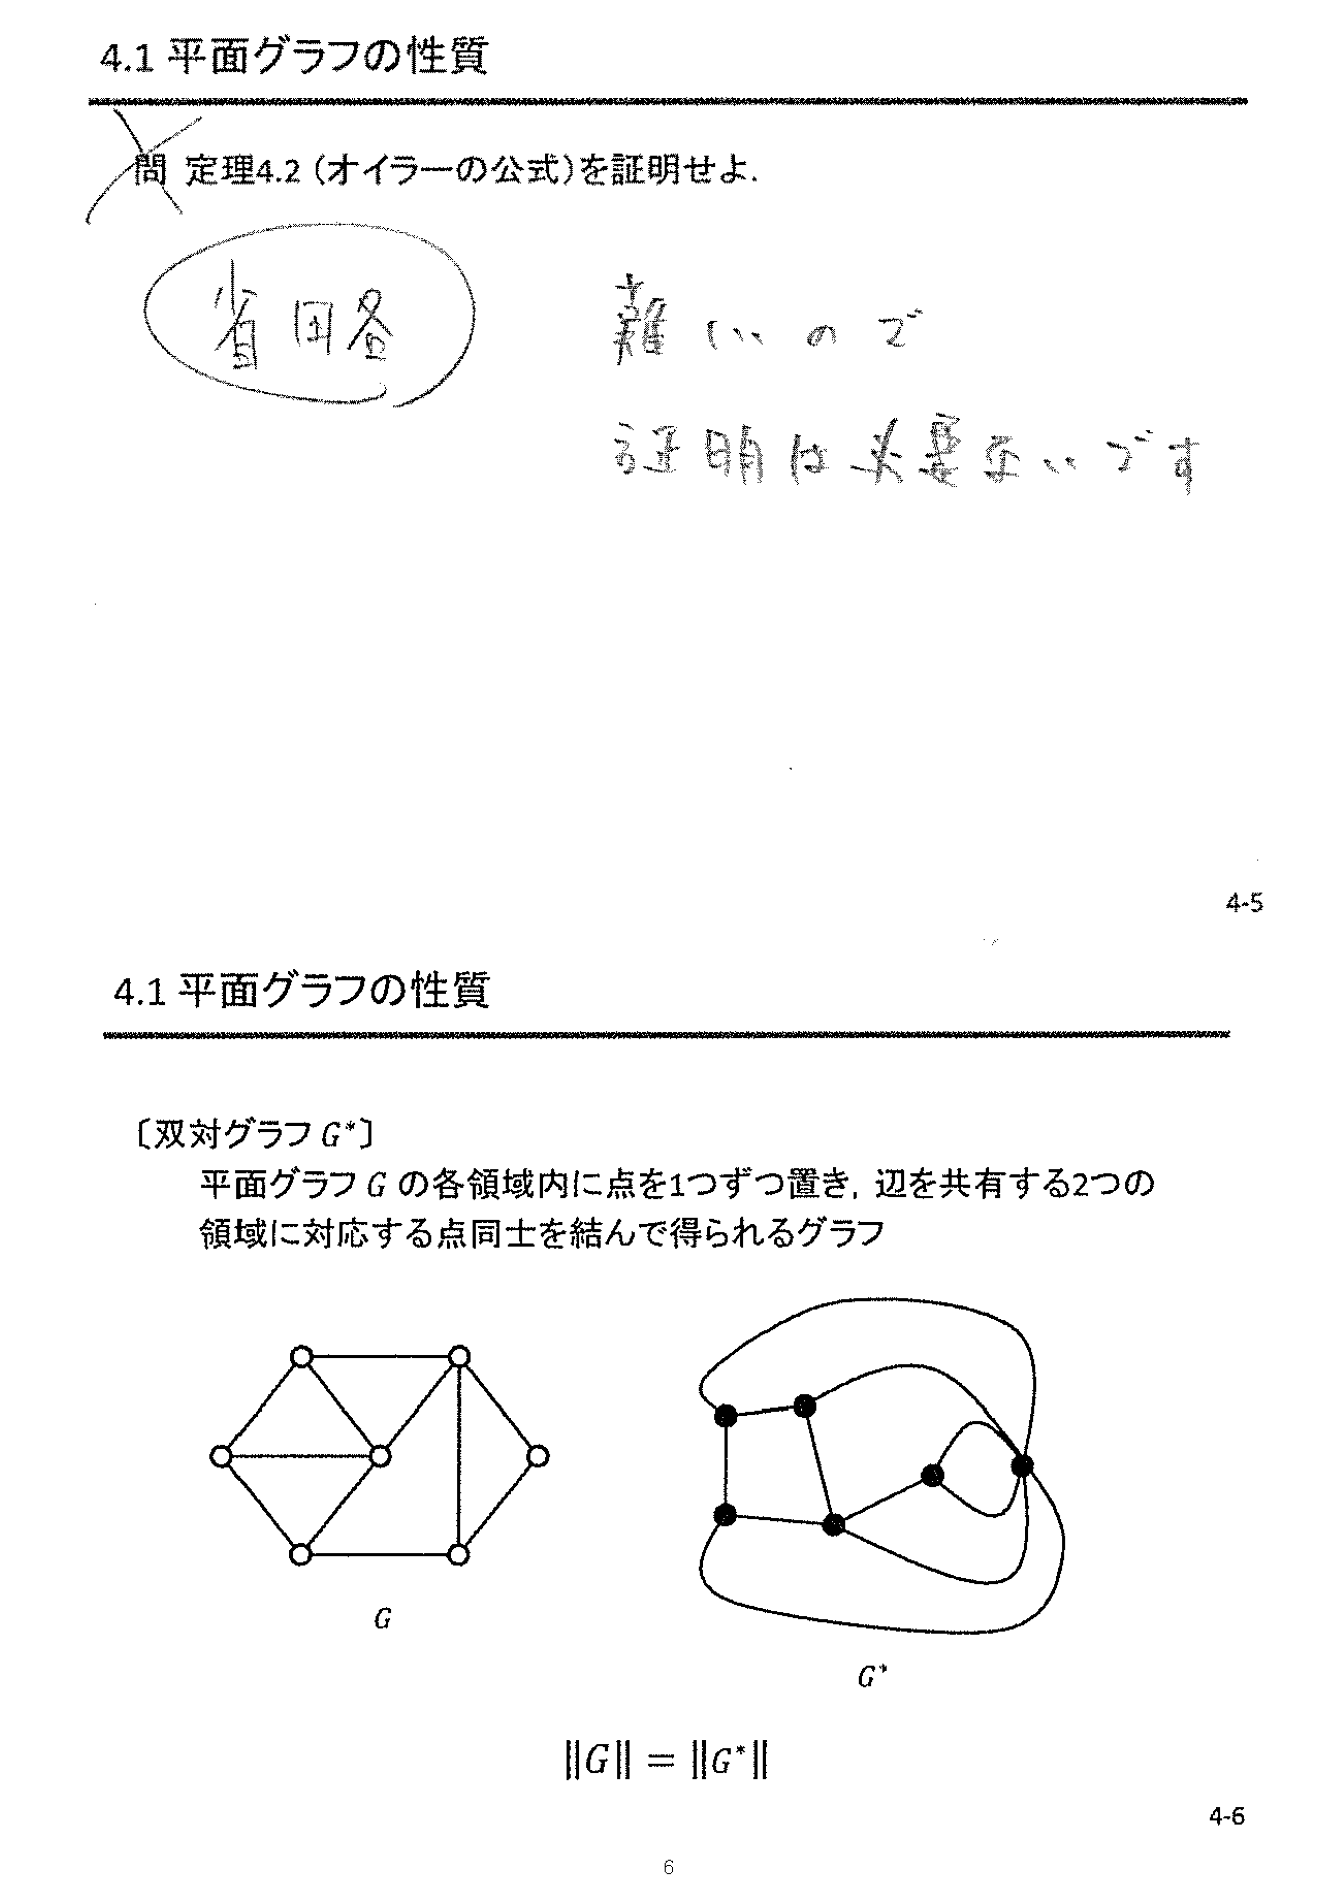 4.1 平面グラフの性質
問 定理4.2 (オイラーの公式)を証明せよ.
省略
難しいので
証明は必要ないです
4-5
4.1 平面グラフの性質
〔双対グラフ G*〕
平面グラフ G の各領域内に点を1つずつ置き, 辺を共有する2つの
領域に対応する点同士を結んで得られるグラフ
G
G*
‖G‖ = ‖G*‖
4-6
6